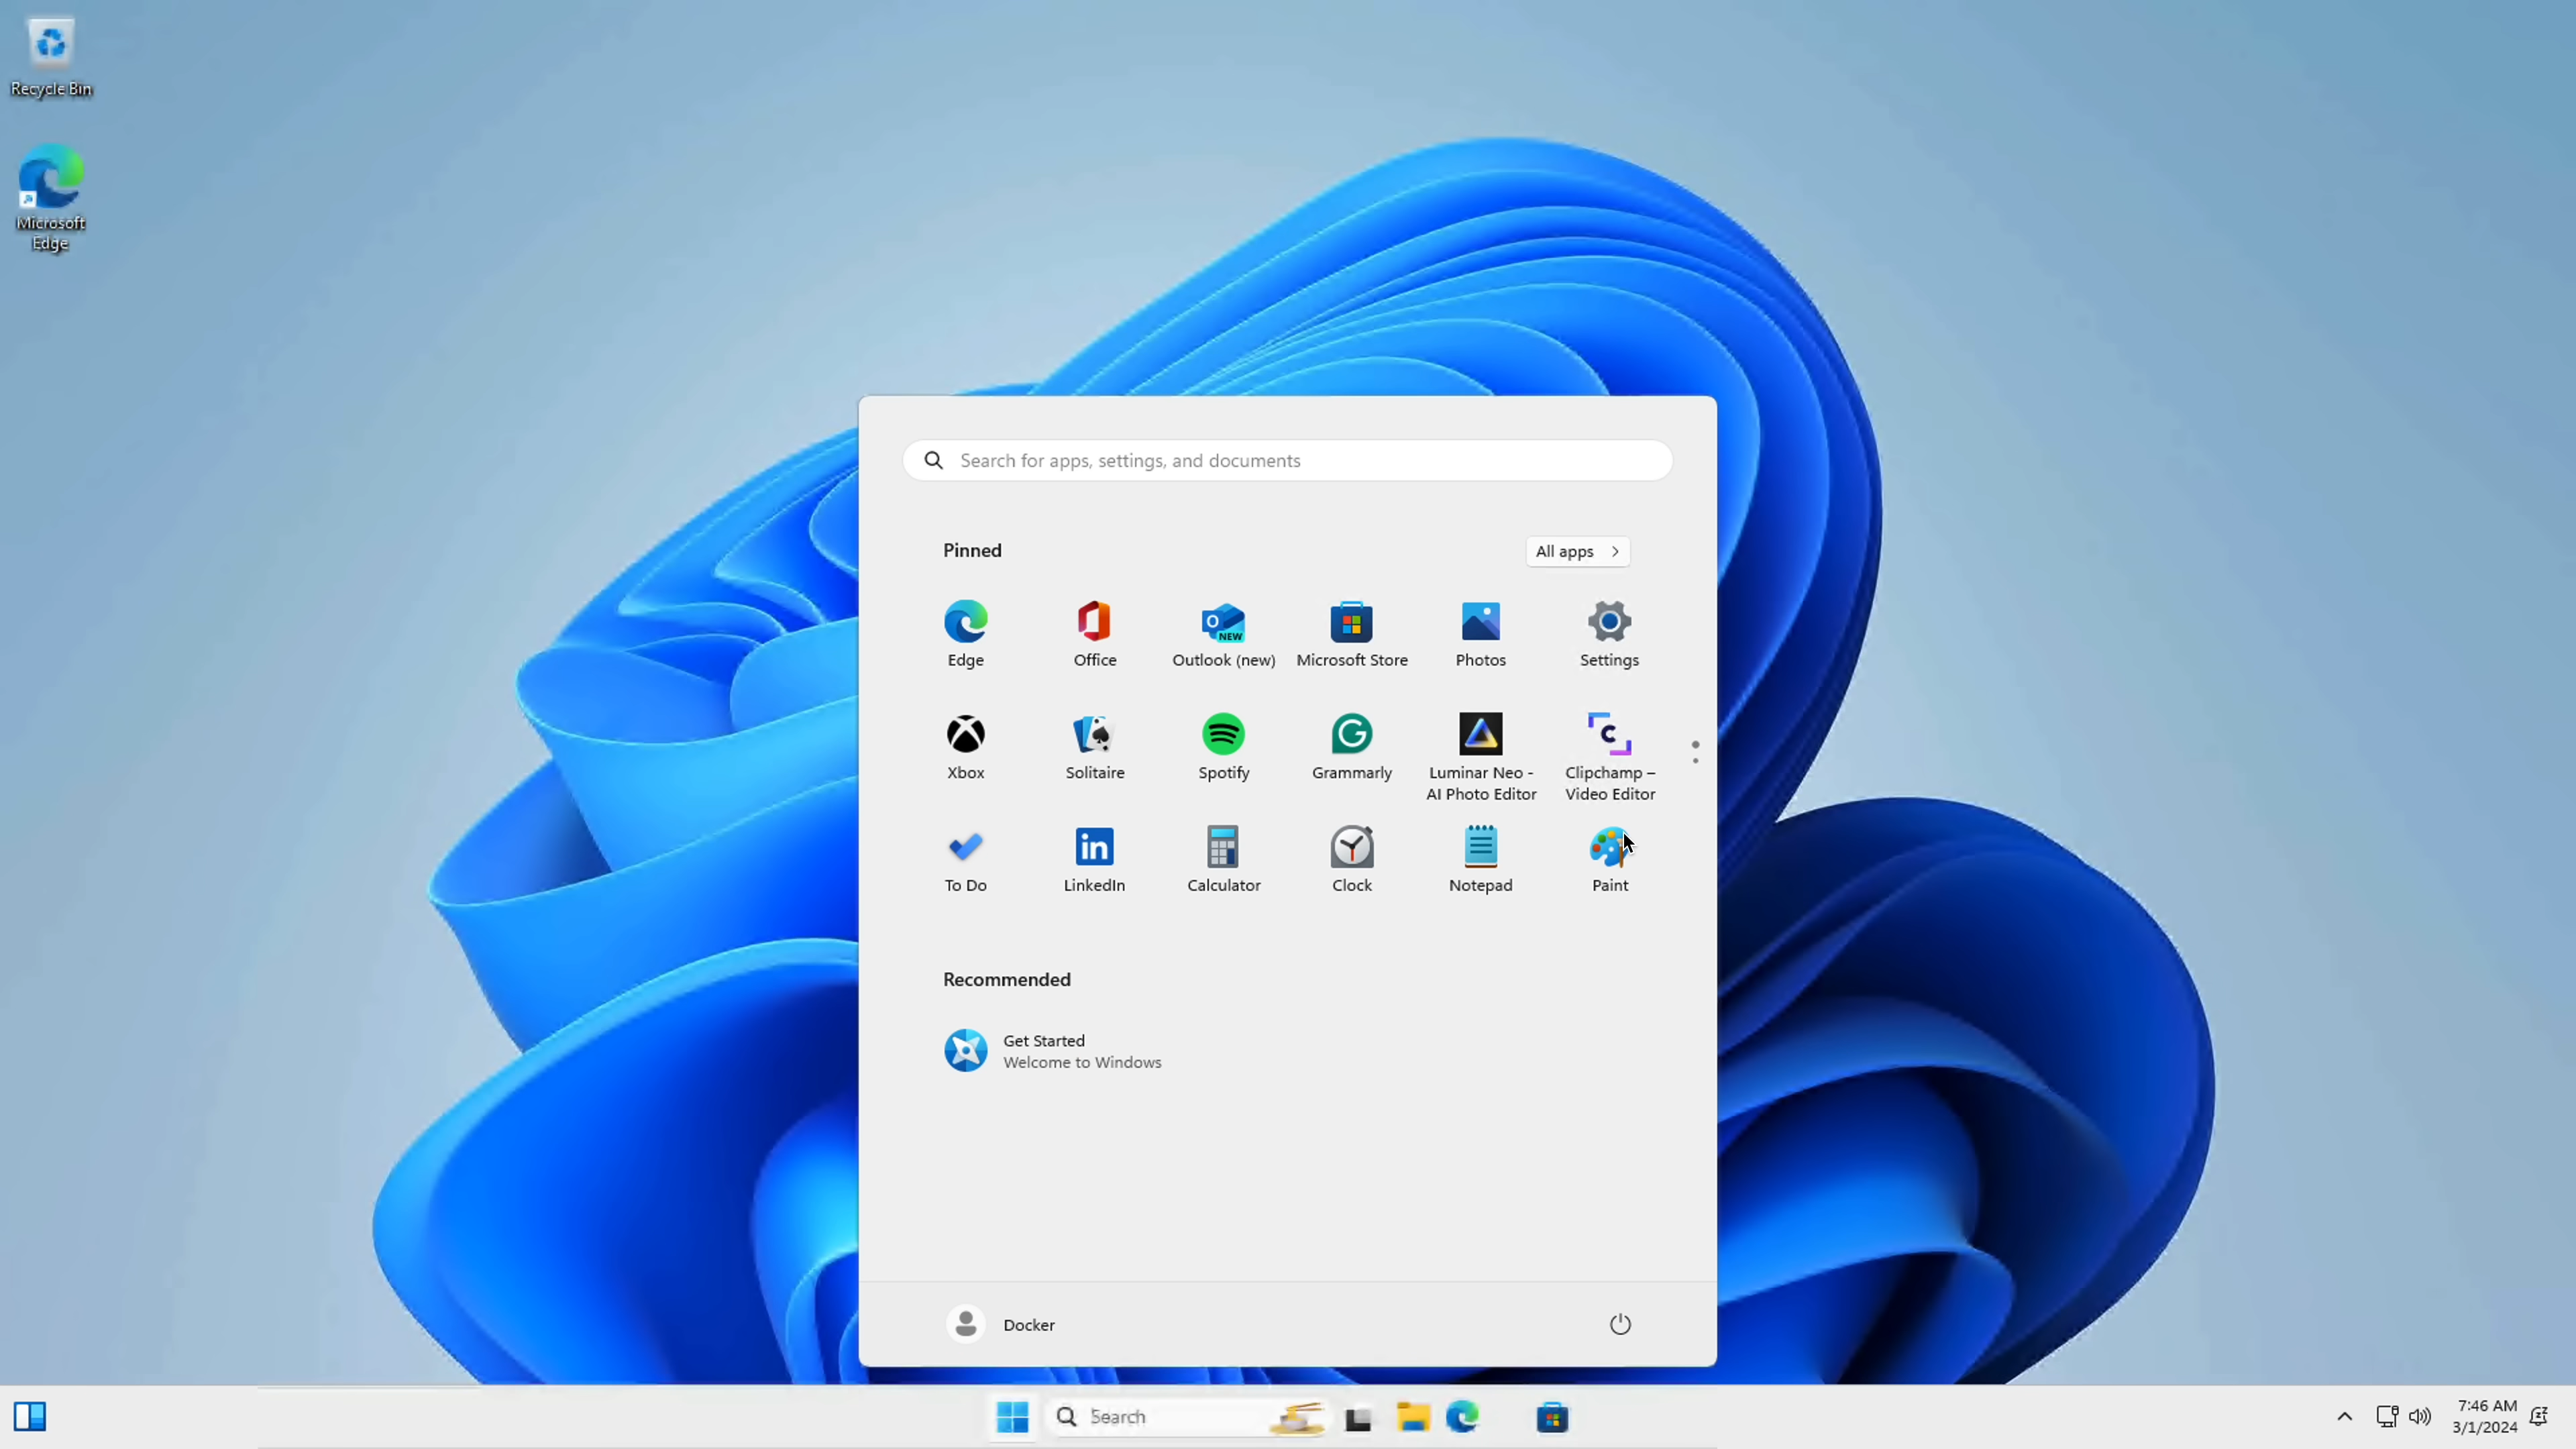 Recycle Bin
Microsoft
Edge
Search for apps, settings, and documents
Pinned
All apps
Edge
Office
Outlook (new)
Microsoft Store
Photos
Settings
Xbox
Solitaire
Spotify
Grammarly
Luminar Neo -
AI Photo Editor
Clipchamp –
Video Editor
To Do
LinkedIn
Calculator
Clock
Notepad
Paint
Recommended
Get Started
Welcome to Windows
Docker
Search
7:46 AM
3/1/2024